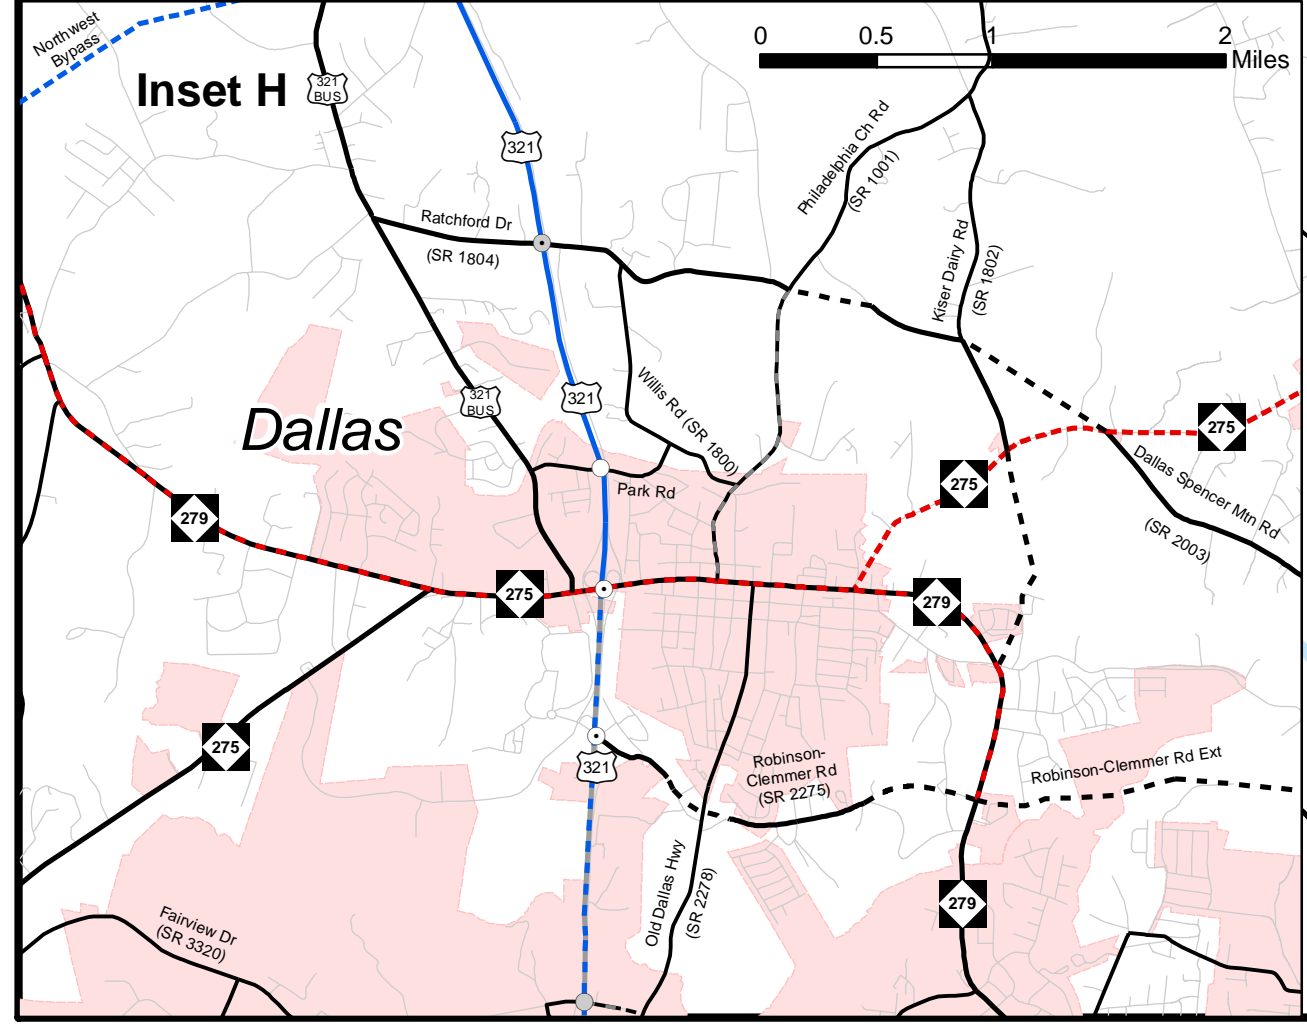 Northwest
Bypass
Inset H
321
BUS
321
0 0.5 1 2
Miles
Philadelphia Ch Rd
(SR 1001)
Ratchford Dr
(SR 1804)
Kiser Dairy Rd
(SR 1802)
321
BUS
321
Dallas
Willis Rd (SR 1800)
275
275
Dallas Spencer Mtn Rd
(SR 2003)
Park Rd
279
275
279
275
321
Robinson-
Clemmer Rd
(SR 2275)
Robinson-Clemmer Rd Ext
Old Dallas Hwy
(SR 2278)
279
Fairview Dr
(SR 3320)